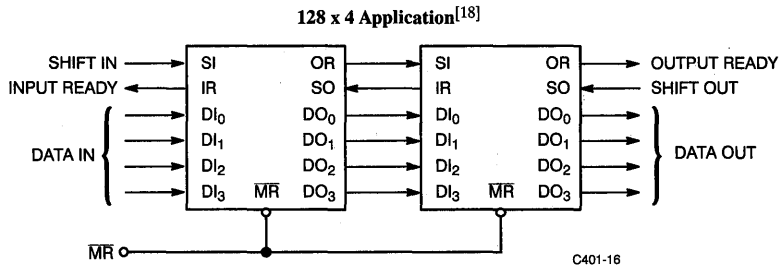 128 x 4 Application[18]
SHIFT IN SI OR SI OR OUTPUT READY
INPUT READY IR SO IR SO SHIFT OUT
DI0 DO0 DI0 DO0
DATA IN DI1 DO1 DI1 DO1 DATA OUT
DI2 DO2 DI2 DO2
DI3 MR DO3 DI3 MR DO3
MR
C401-16